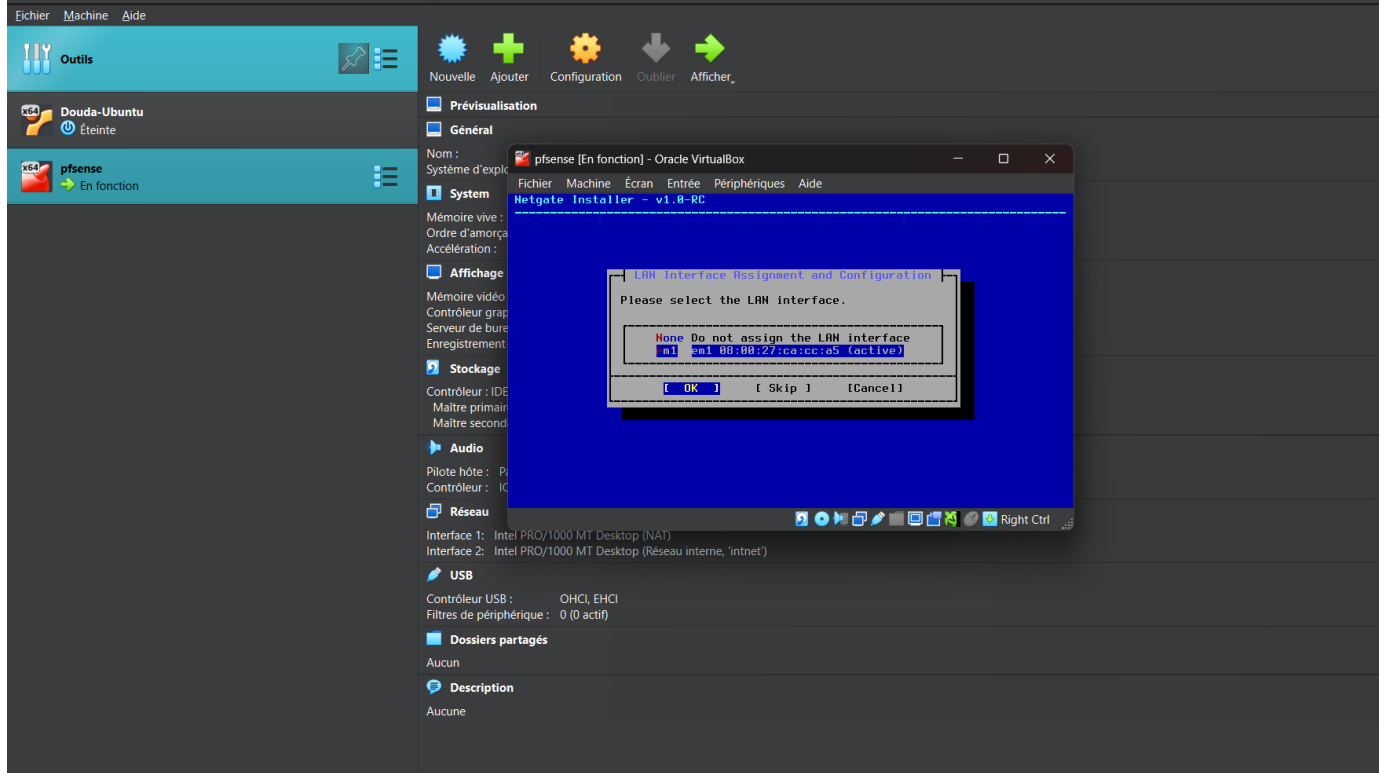 Fichier Machine Aide
Outils
Nouvelle Ajouter Configuration Oublier Afficher
x64 Douda-Ubuntu
Éteinte
x64 pfsense
En fonction
Prévisualisation
Général
Nom :
Système d'explo
System
Mémoire vive :
Ordre d'amorça
Accélération :
Affichage
Mémoire vidéo
Contrôleur grap
Serveur de bure
Enregistrement
Stockage
Contrôleur : IDE
Maître primair
Maître second
Audio
Pilote hôte : Pa
Contrôleur : IC
Réseau
Interface 1: Intel PRO/1000 MT Desktop (NAT)
Interface 2: Intel PRO/1000 MT Desktop (Réseau interne, 'intnet')
USB
Contrôleur USB : OHCI, EHCI
Filtres de périphérique : 0 (0 actif)
Dossiers partagés
Aucun
Description
Aucune
pfsense [En fonction] - Oracle VirtualBox
Fichier Machine Écran Entrée Périphériques Aide
Netgate Installer - v1.0-RC
LAN Interface Assignment and Configuration
Please select the LAN interface.
None Do not assign the LAN interface
m1 em1 08:00:27:ca:cc:a5 (active)
[ OK ] [ Skip ] [Cancel]
Right Ctrl